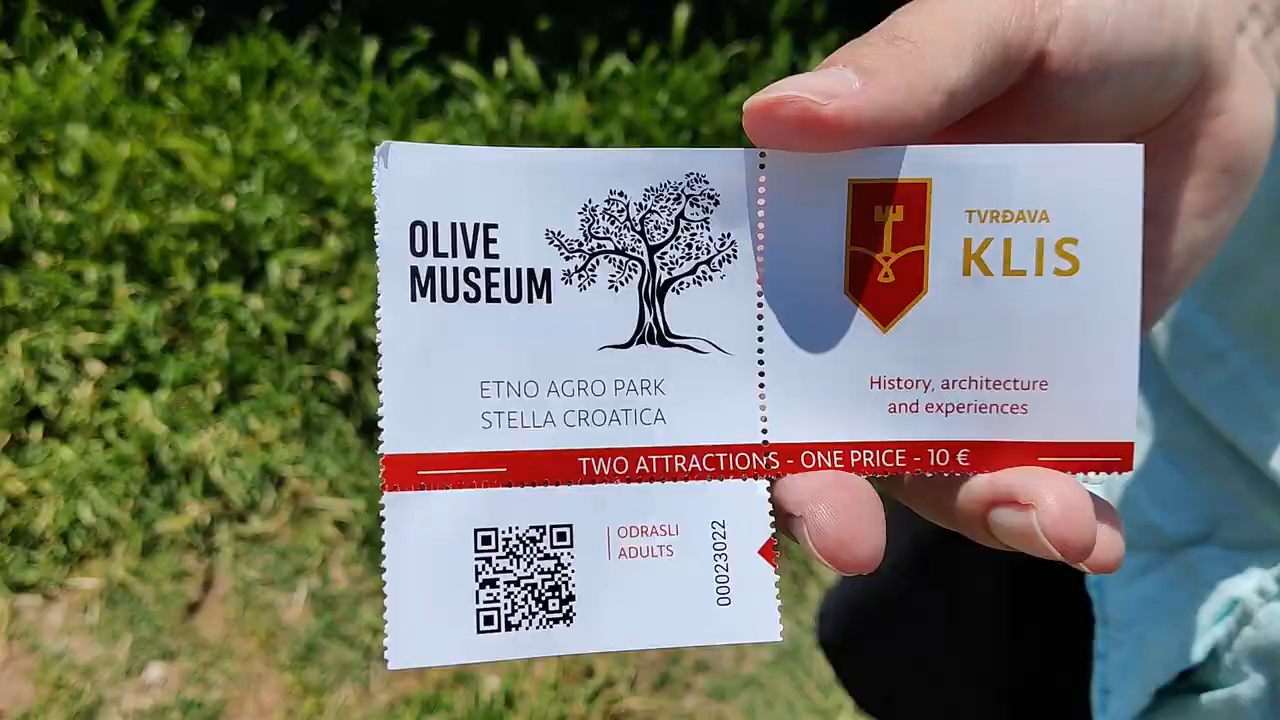 OLIVE
MUSEUM
ETNO AGRO PARK
STELLA CROATICA
TVRĐAVA
KLIS
History, architecture
and experiences
TWO ATTRACTIONS - ONE PRICE - 10 €
ODRASLI
ADULTS
00023022